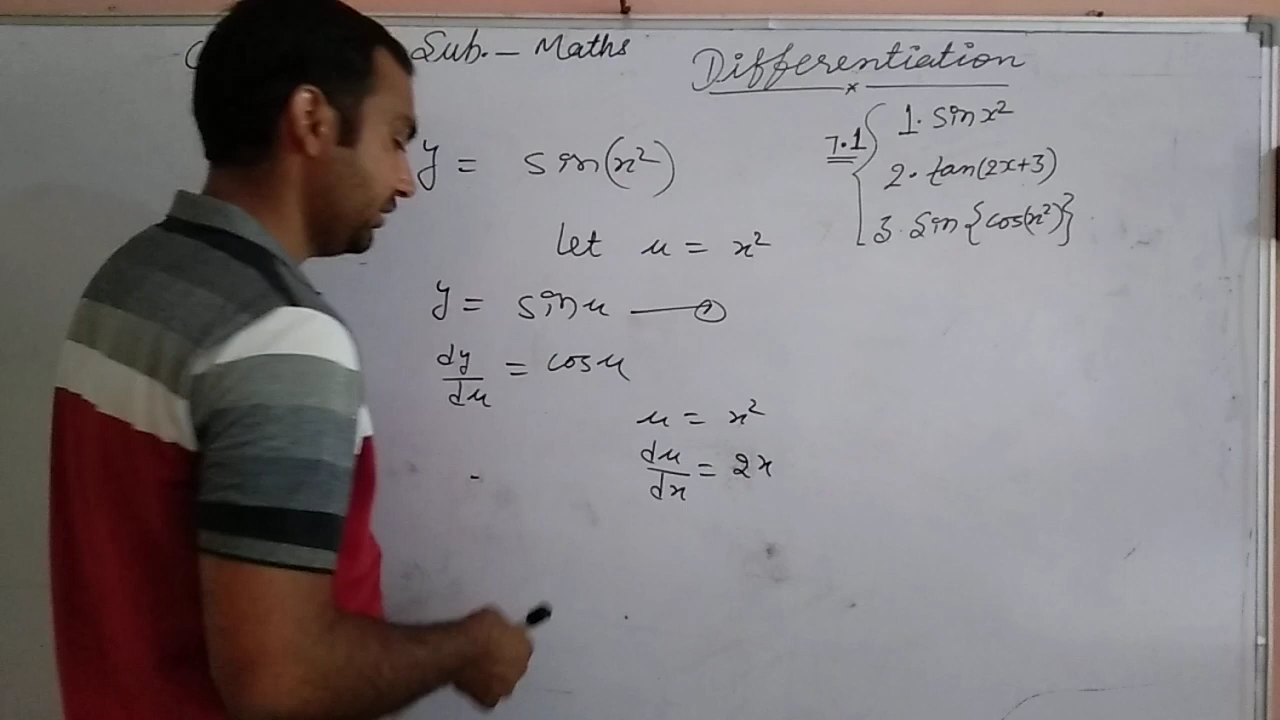 Sub. – Maths
Differentiation
7.1
1. Sin x²
2. tan(2x+3)
3. Sin{cos(x²)}
y = sin(x²)
let u = x²
y = sin u —
dy/du = cos u
u = x²
du/dx = 2x